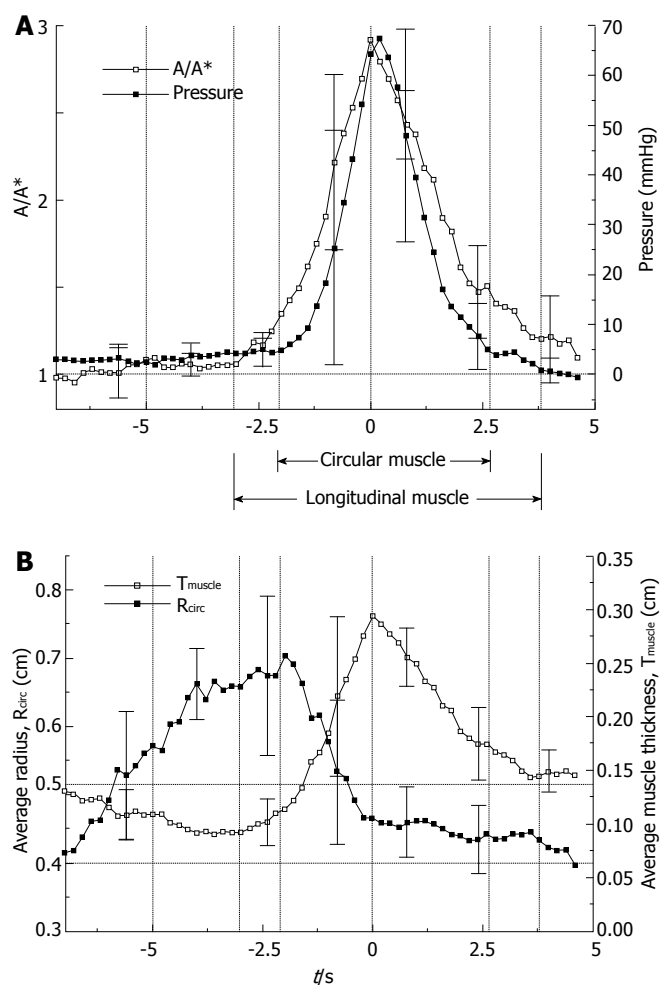 A
A/A*
Pressure
3
2
1
A/A*
70
60
50
40
30
20
10
0
Pressure (mmHg)
-5
-2.5
0
2.5
5
Circular muscle
Longitudinal muscle
B
Tmuscle
Rcirc
0.8
0.7
0.6
0.5
0.4
0.3
Average radius, Rcirc (cm)
0.35
0.30
0.25
0.20
0.15
0.10
0.05
0.00
Average muscle thickness, Tmuscle (cm)
-5
-2.5
0
2.5
5
t/s